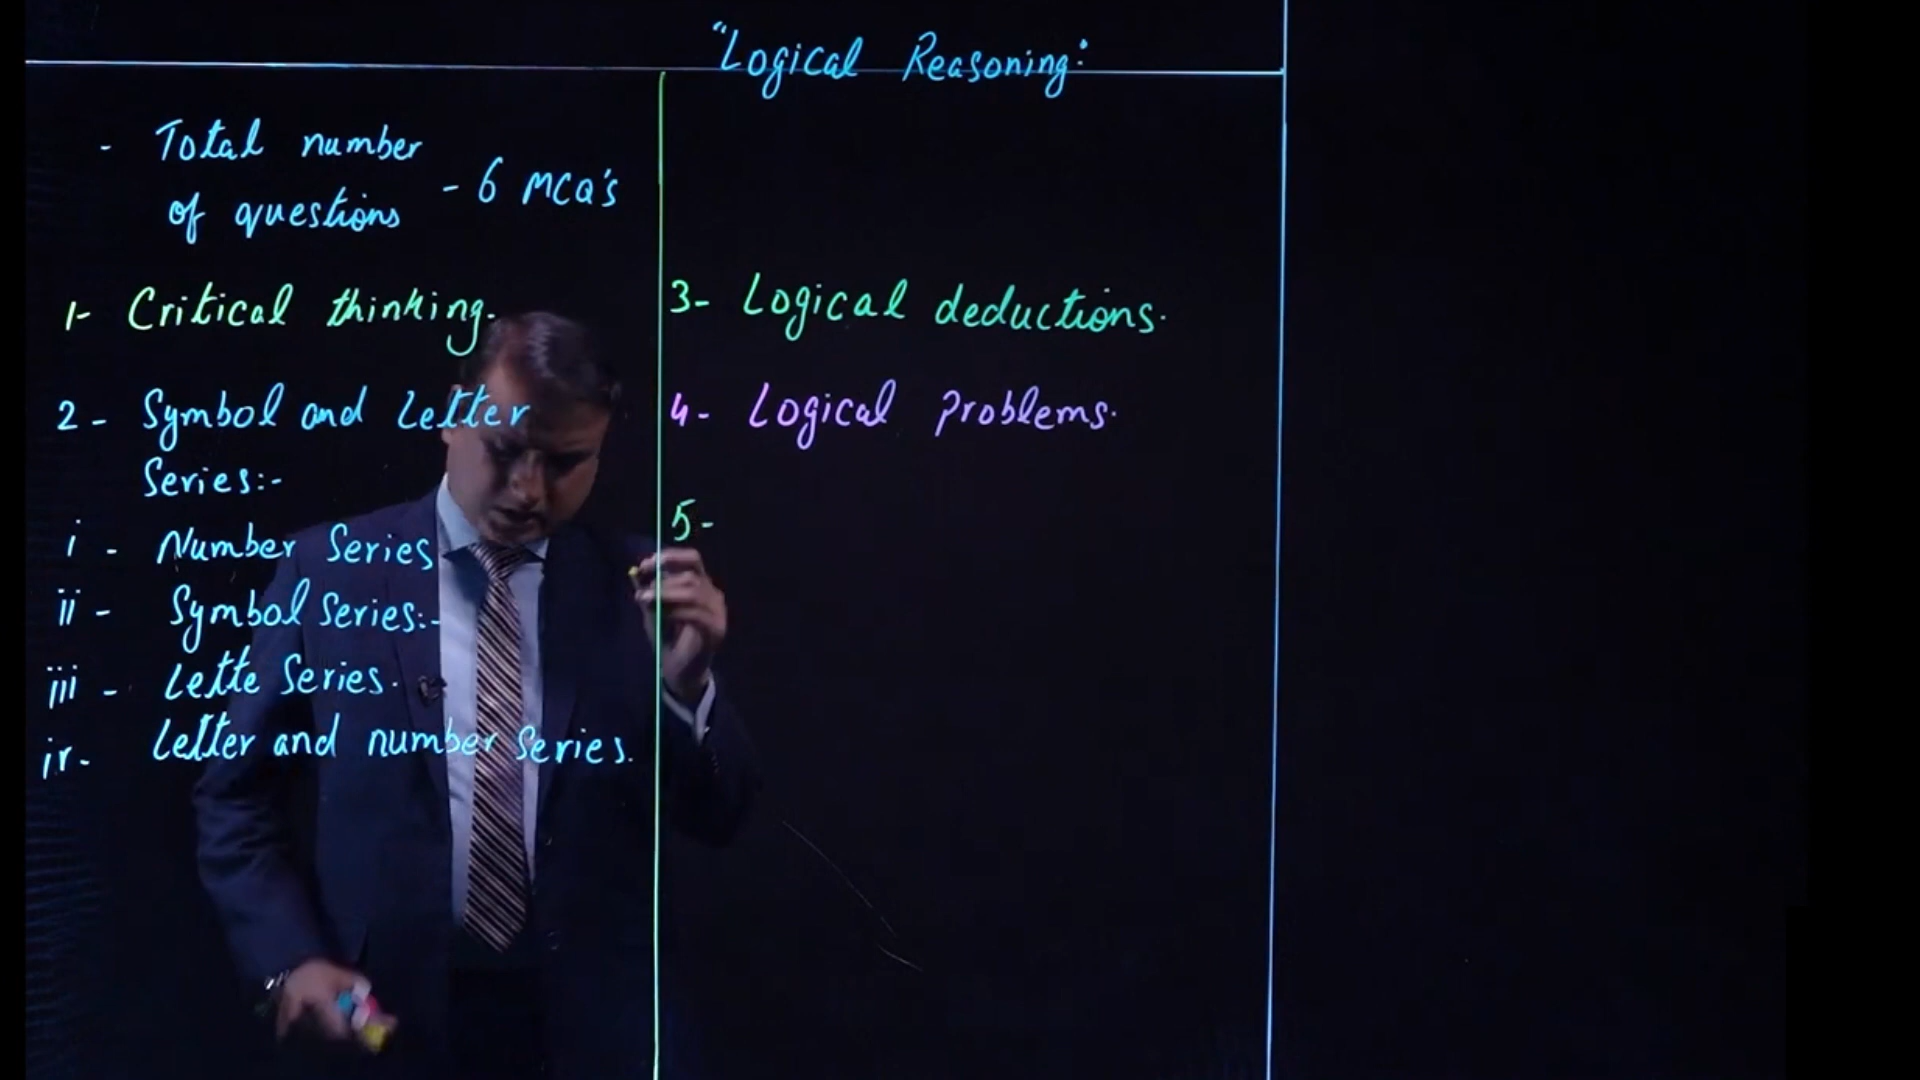 "Logical Reasoning:
- Total number
of questions - 6 MCQ's
1- Critical thinking.
2- Symbol and Letter
Series:-
i - Number Series
ii - Symbol Series:-
iii - Lette Series.
iv- Letter and number Series.
3- Logical deductions.
4- Logical Problems.
5-